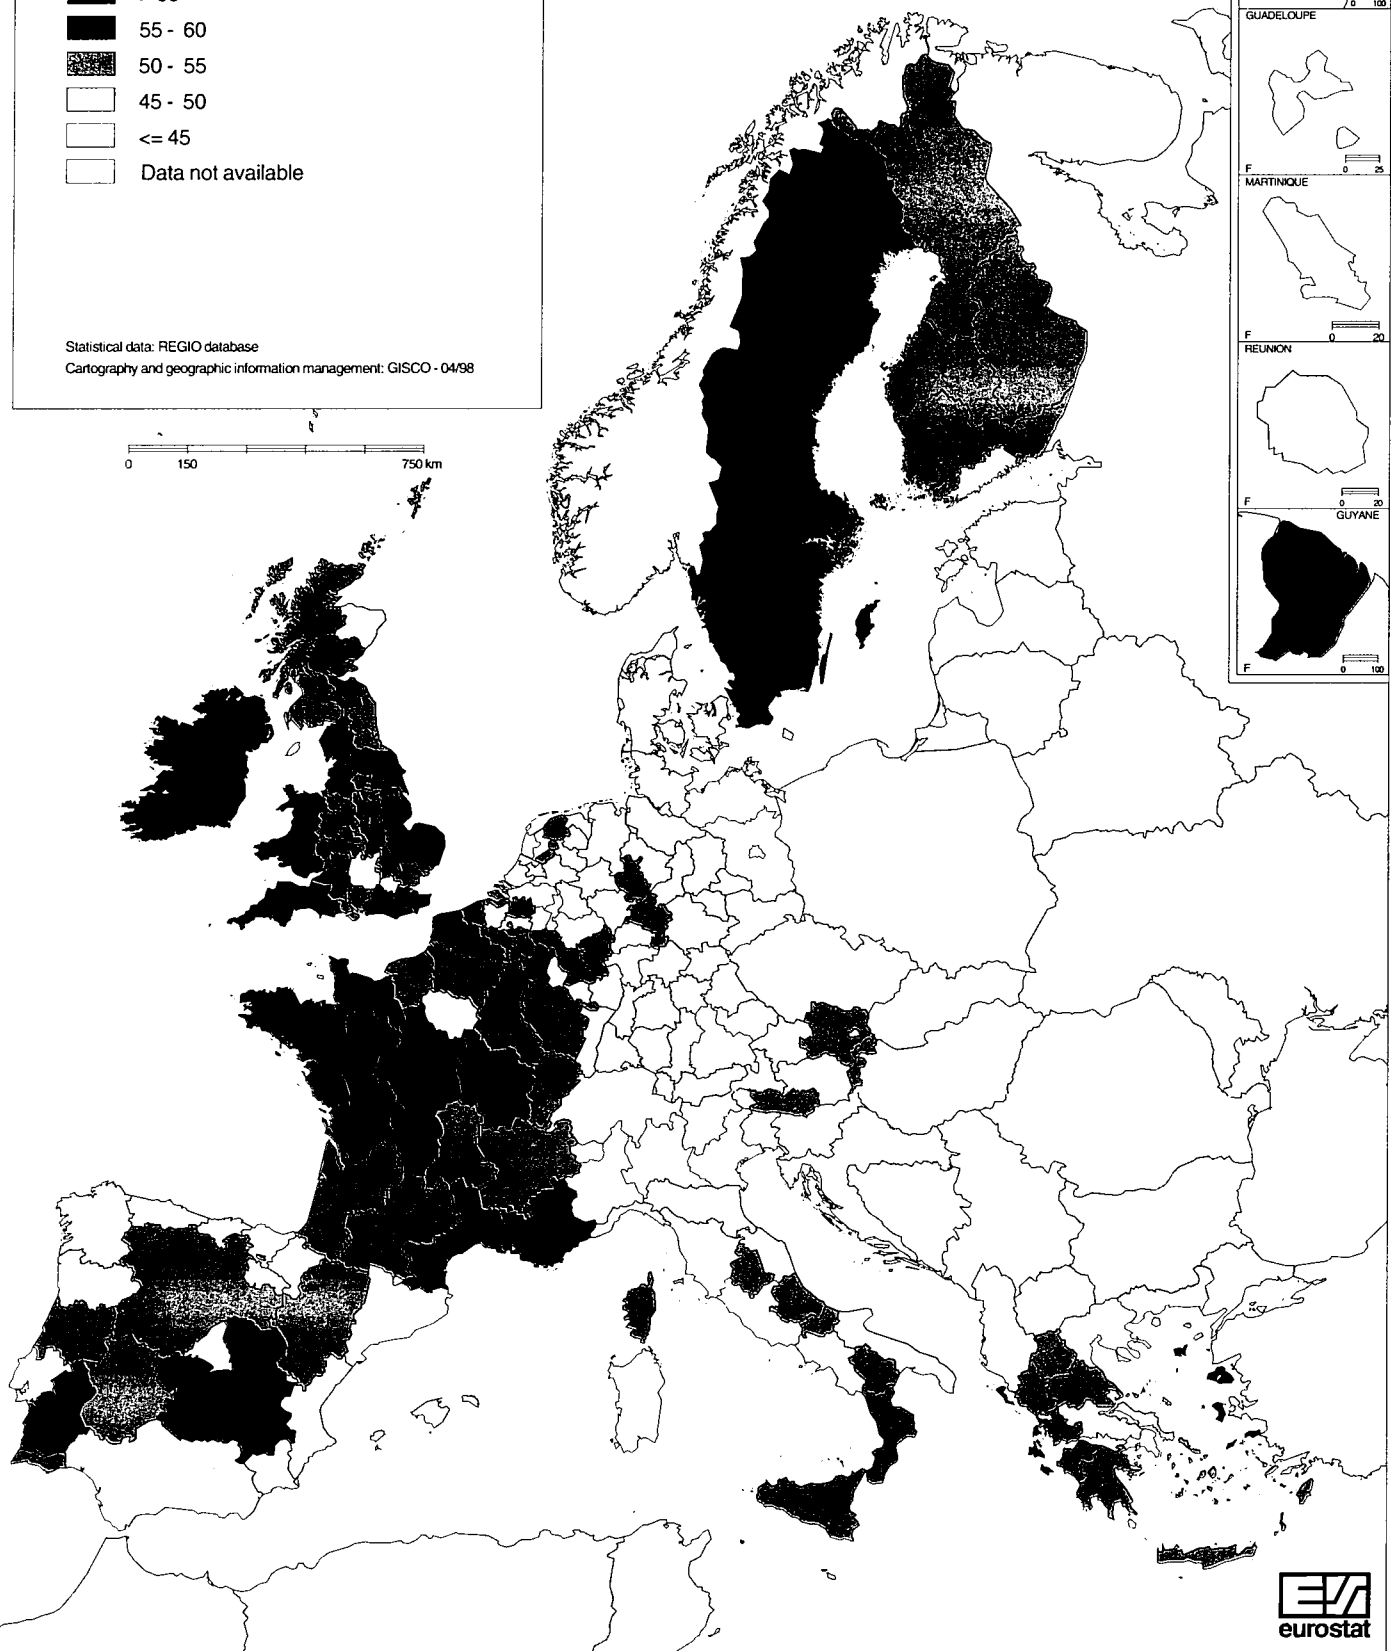 55 - 60
50 - 55
45 - 50
<= 45
Data not available
Statistical data: REGIO database
Cartography and geographic information management: GISCO - 04/98
0 150 750 km
0 100
GUADELOUPE
F 0 25
MARTINIQUE
F 0 20
REUNION
F 0 20
GUYANE
F 0 100
eurostat